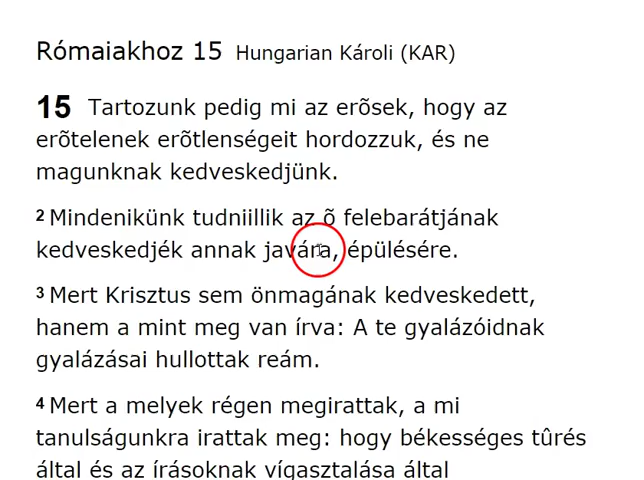 Rómaiakhoz 15 Hungarian Károli (KAR)
15 Tartozunk pedig mi az erõsek, hogy az
erõtelenek erõtlenségeit hordozzuk, és ne
magunknak kedveskedjünk.
2 Mindenikünk tudniillik az õ felebarátjának
kedveskedjék annak javára, épülésére.
3 Mert Krisztus sem önmagának kedveskedett,
hanem a mint meg van írva: A te gyalázóidnak
gyalázásai hullottak reám.
4 Mert a melyek régen megirattak, a mi
tanulságunkra irattak meg: hogy békességes tûrés
által és az írásoknak vígasztalása által